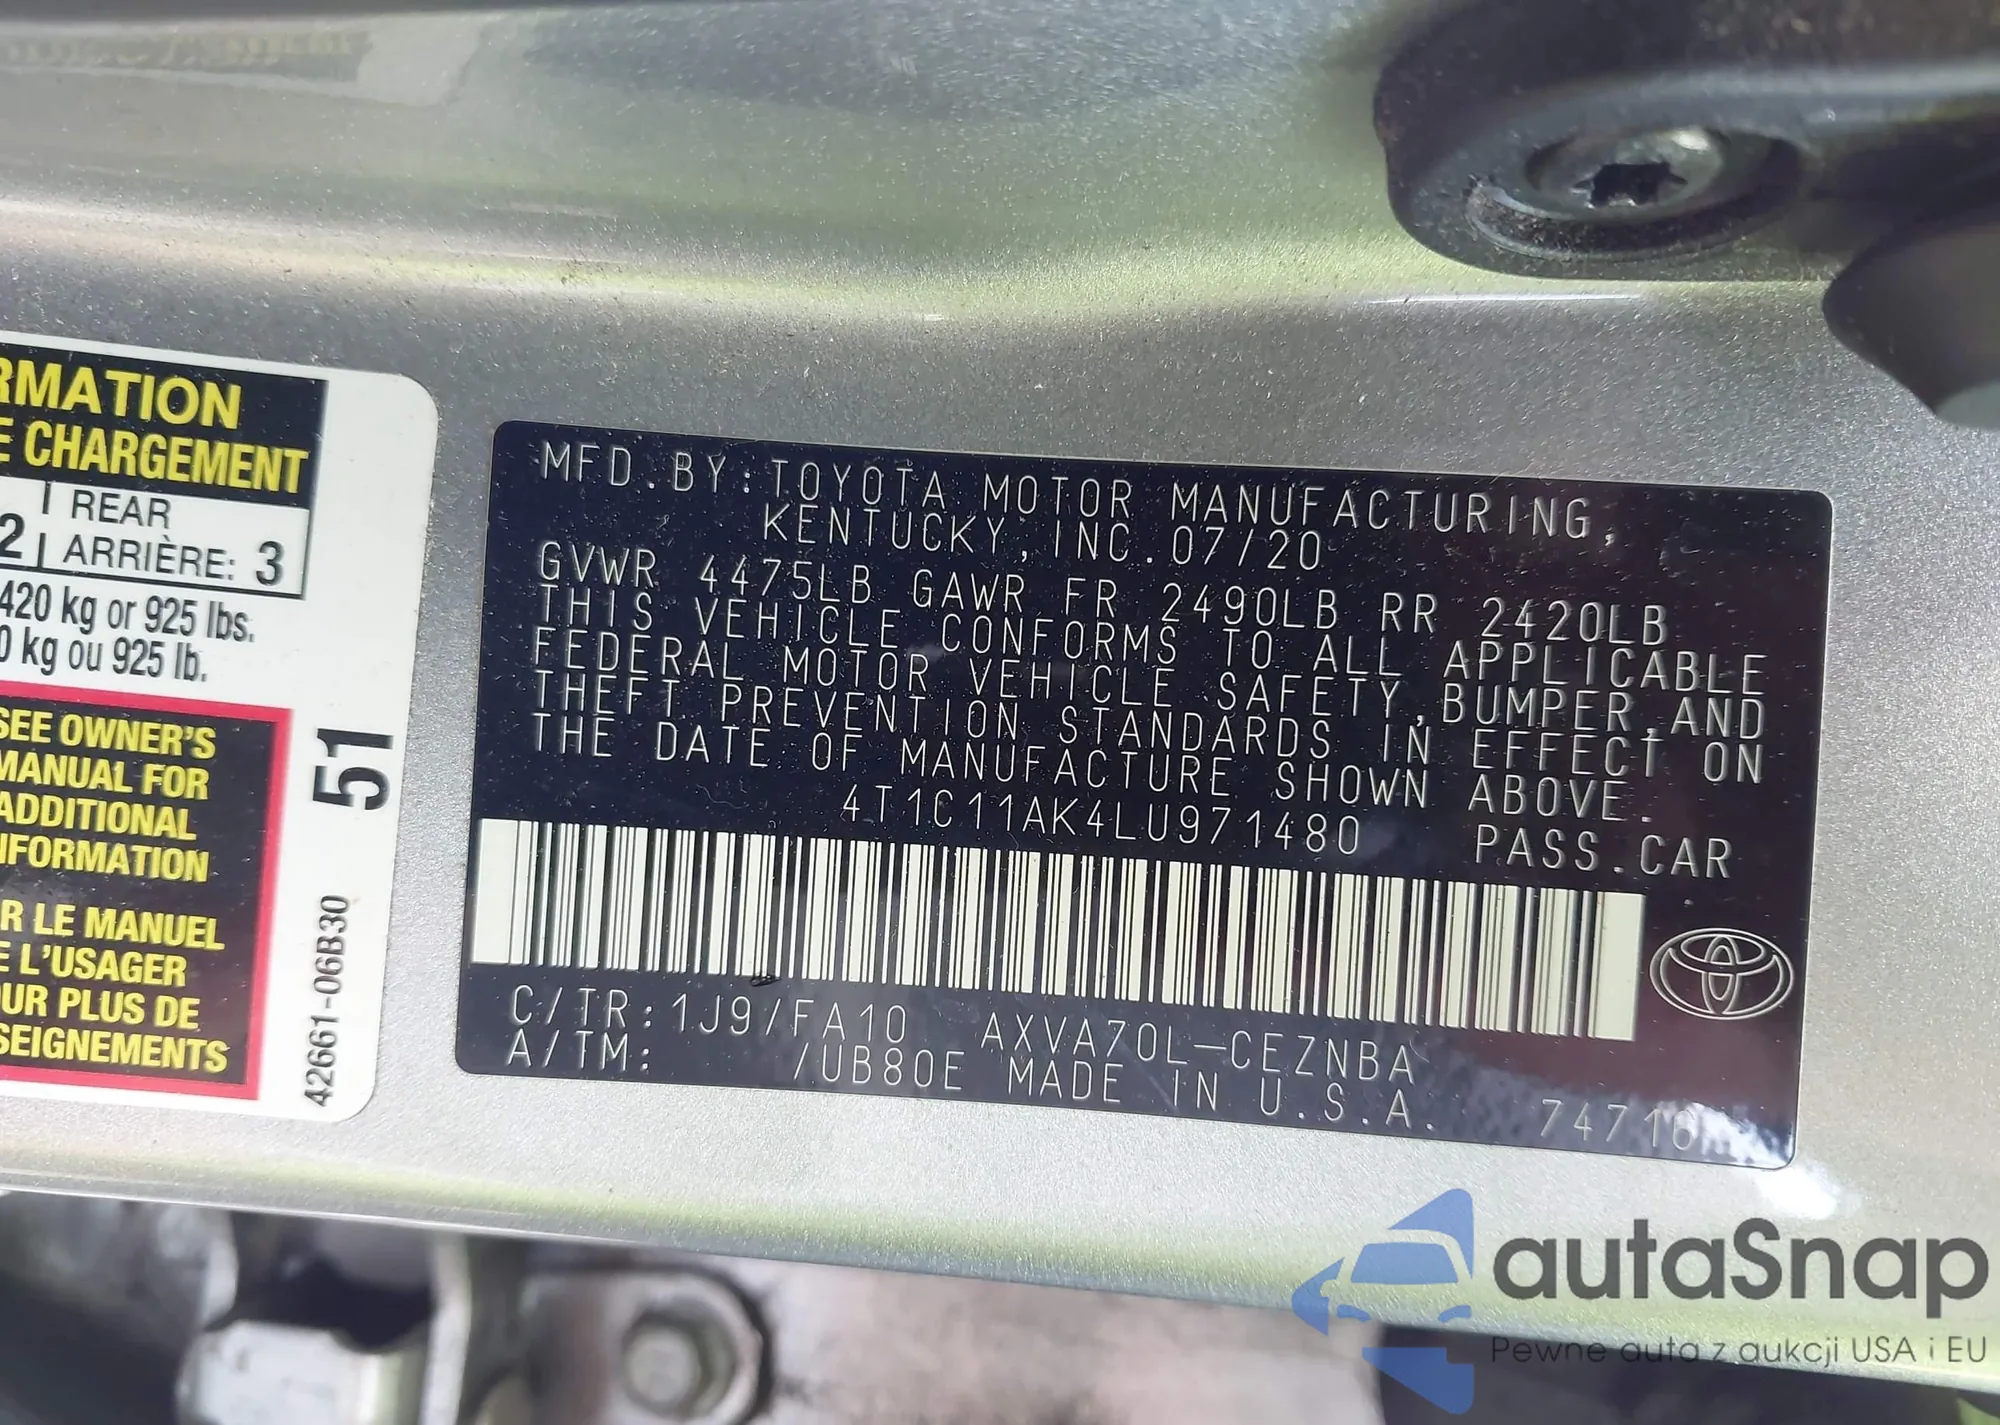 RMATION
E CHARGEMENT
REAR
2 ARRIÈRE: 3
420 kg or 925 lbs.
0 kg ou 925 lb.
SEE OWNER'S
MANUAL FOR
ADDITIONAL
NFORMATION
R LE MANUEL
E L'USAGER
OUR PLUS DE
SEIGNEMENTS
51
42661-06B30
MFD.BY:TOYOTA MOTOR MANUFACTURING,
KENTUCKY,INC.07/20
GVWR 4475LB GAWR FR 2490LB RR 2420LB
THIS VEHICLE CONFORMS TO ALL APPLICABLE
FEDERAL MOTOR VEHICLE SAFETY,BUMPER,AND
THEFT PREVENTION STANDARDS IN EFFECT ON
THE DATE OF MANUFACTURE SHOWN ABOVE.
4T1C11AK4LU971480 PASS.CAR
C/TR:1J9/FA10 AXVA70L-CEZNBA
A/TM: /UB80E MADE IN U.S.A. 74716
autaSnap
Pewne auta z aukcji USA i EU